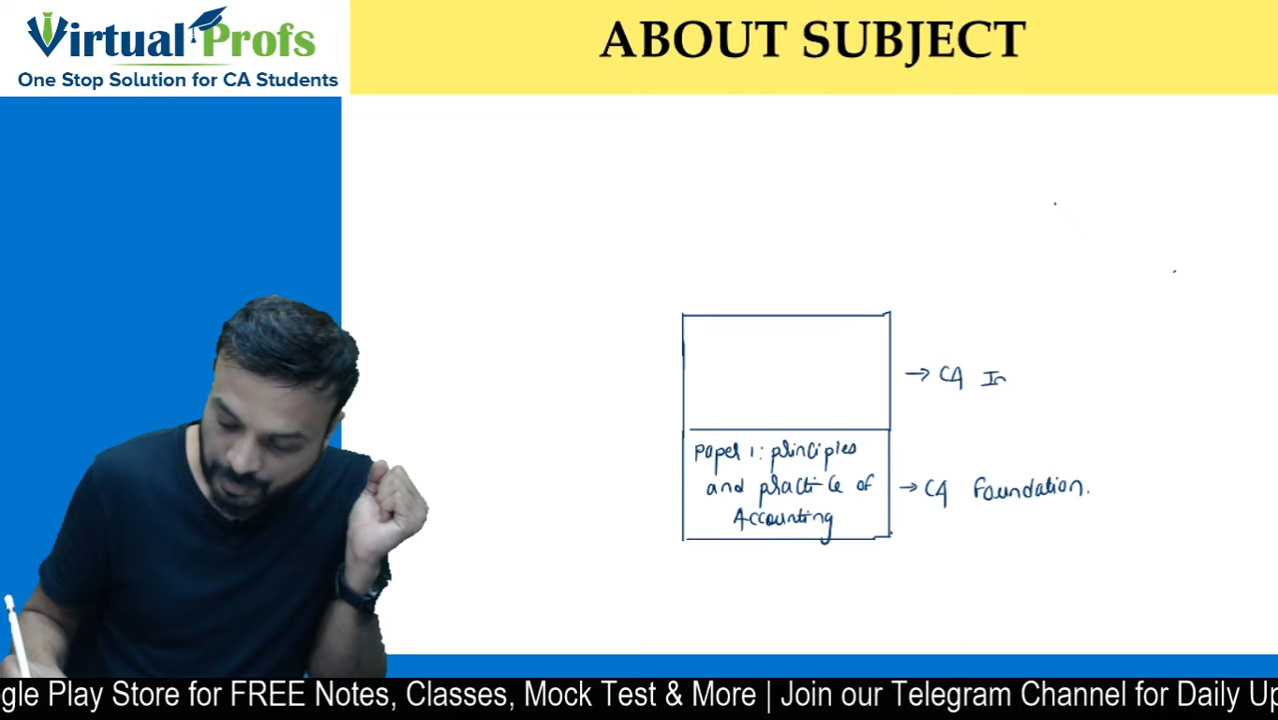 Virtual Profs
One Stop Solution for CA Students
ABOUT SUBJECT
→ CA In
Paper 1: principles
and practice of
Accounting
→ CA Foundation.
gle Play Store for FREE Notes, Classes, Mock Test & More | Join our Telegram Channel for Daily Up